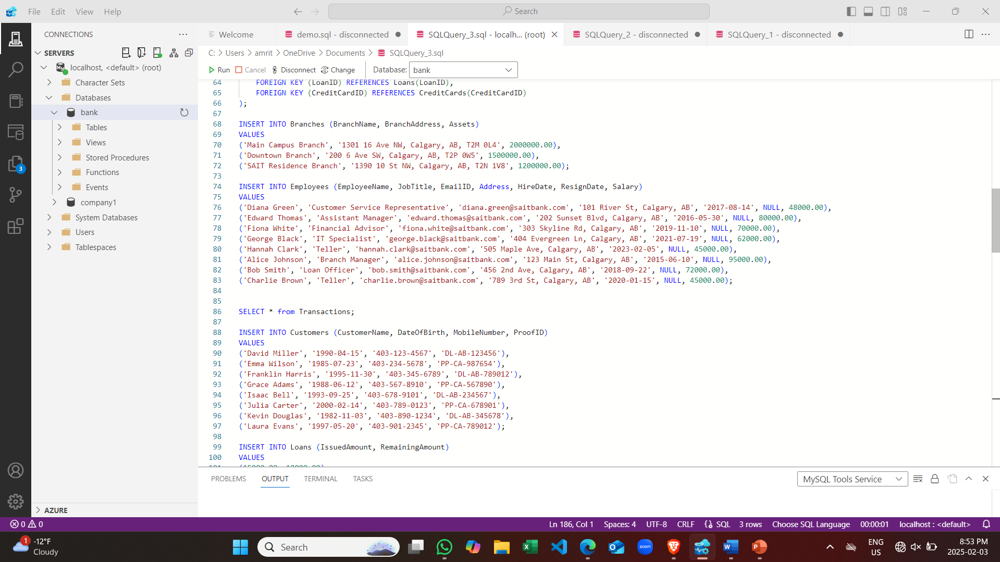 File Edit View Help
Search
CONNECTIONS
SERVERS
localhost, <default> (root)
Character Sets
Databases
bank
Tables
Views
Stored Procedures
Functions
Events
company1
System Databases
Users
Tablespaces
AZURE
3
Welcome
demo.sql - disconnected
SQLQuery_3.sql - localh... (root)
SQLQuery_2 - disconnected
SQLQuery_1 - disconnected
C: > Users > amrit > OneDrive > Documents > SQLQuery_3.sql
Run Cancel Disconnect Change Database: bank
64 FOREIGN KEY (LoanID) REFERENCES Loans(LoanID),
65 FOREIGN KEY (CreditCardID) REFERENCES CreditCards(CreditCardID)
66 );
67
68 INSERT INTO Branches (BranchName, BranchAddress, Assets)
69 VALUES
70 ('Main Campus Branch', '1301 16 Ave NW, Calgary, AB, T2M 0L4', 2000000.00),
71 ('Downtown Branch', '200 6 Ave SW, Calgary, AB, T2P 0W5', 1500000.00),
72 ('SAIT Residence Branch', '1390 10 St NW, Calgary, AB, T2N 1V8', 1200000.00);
73
74 INSERT INTO Employees (EmployeeName, JobTitle, EmailID, Address, HireDate, ResignDate, Salary)
75 VALUES
76 ('Diana Green', 'Customer Service Representative', 'diana.green@saitbank.com', '101 River St, Calgary, AB', '2017-08-14', NULL, 48000.00),
77 ('Edward Thomas', 'Assistant Manager', 'edward.thomas@saitbank.com', '202 Sunset Blvd, Calgary, AB', '2016-05-30', NULL, 80000.00),
78 ('Fiona White', 'Financial Advisor', 'fiona.white@saitbank.com', '303 Skyline Rd, Calgary, AB', '2019-11-10', NULL, 70000.00),
79 ('George Black', 'IT Specialist', 'george.black@saitbank.com', '404 Evergreen Ln, Calgary, AB', '2021-07-19', NULL, 62000.00),
80 ('Hannah Clark', 'Teller', 'hannah.clark@saitbank.com', '505 Maple Ave, Calgary, AB', '2023-02-05', NULL, 45000.00),
81 ('Alice Johnson', 'Branch Manager', 'alice.johnson@saitbank.com', '123 Main St, Calgary, AB', '2015-06-10', NULL, 95000.00),
82 ('Bob Smith', 'Loan Officer', 'bob.smith@saitbank.com', '456 2nd Ave, Calgary, AB', '2018-09-22', NULL, 72000.00),
83 ('Charlie Brown', 'Teller', 'charlie.brown@saitbank.com', '789 3rd St, Calgary, AB', '2020-01-15', NULL, 45000.00);
84
85
86 SELECT * from Transactions;
87
88 INSERT INTO Customers (CustomerName, DateOfBirth, MobileNumber, ProofID)
89 VALUES
90 ('David Miller', '1990-04-15', '403-123-4567', 'DL-AB-123456'),
91 ('Emma Wilson', '1985-07-23', '403-234-5678', 'PP-CA-987654'),
92 ('Franklin Harris', '1995-11-30', '403-345-6789', 'DL-AB-789012'),
93 ('Grace Adams', '1988-06-12', '403-567-8910', 'PP-CA-567890'),
94 ('Isaac Bell', '1993-09-25', '403-678-9101', 'DL-AB-234567'),
95 ('Julia Carter', '2000-02-14', '403-789-0123', 'PP-CA-678901'),
96 ('Kevin Douglas', '1982-11-03', '403-890-1234', 'DL-AB-345678'),
97 ('Laura Evans', '1997-05-20', '403-901-2345', 'PP-CA-789012');
98
99 INSERT INTO Loans (IssuedAmount, RemainingAmount)
100 VALUES
PROBLEMS OUTPUT TERMINAL TASKS
MySQL Tools Service
0 0
Ln 186, Col 1 Spaces: 4 UTF-8 CRLF SQL 3 rows Choose SQL Language 00:00:01 localhost : <default>
1
-12°F
Cloudy
Search
zoom
ENG
US
8:53 PM
2025-02-03